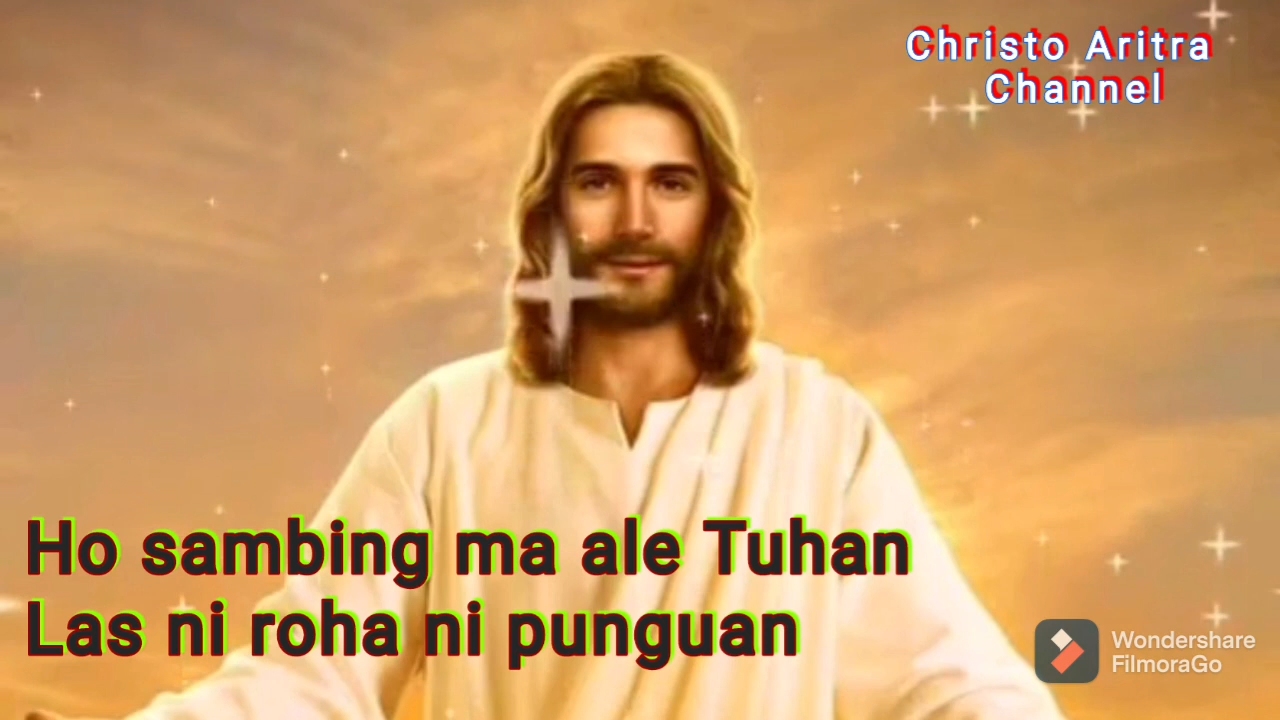 Christo Aritra
Channel
Ho sambing ma ale Tuhan
Las ni roha ni punguan
Wondershare
FilmoraGo